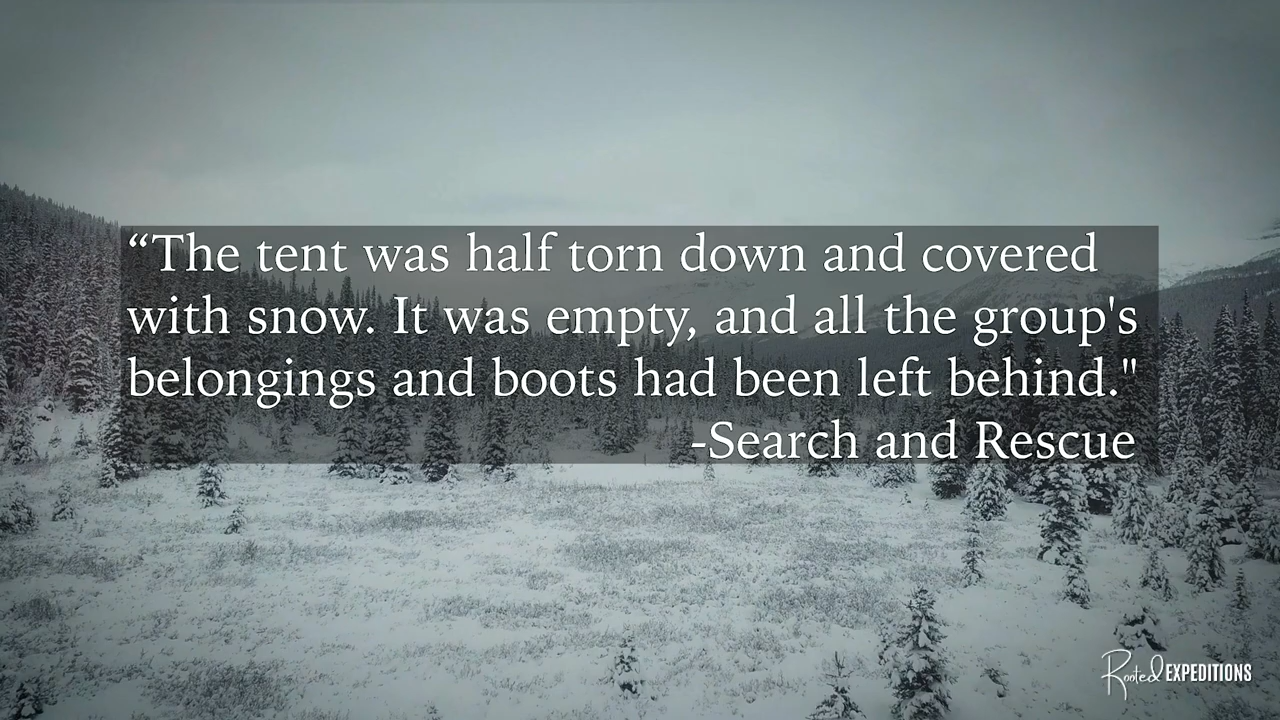 “The tent was half torn down and covered
with snow. It was empty, and all the group's
belongings and boots had been left behind."
-Search and Rescue
Rooted EXPEDITIONS